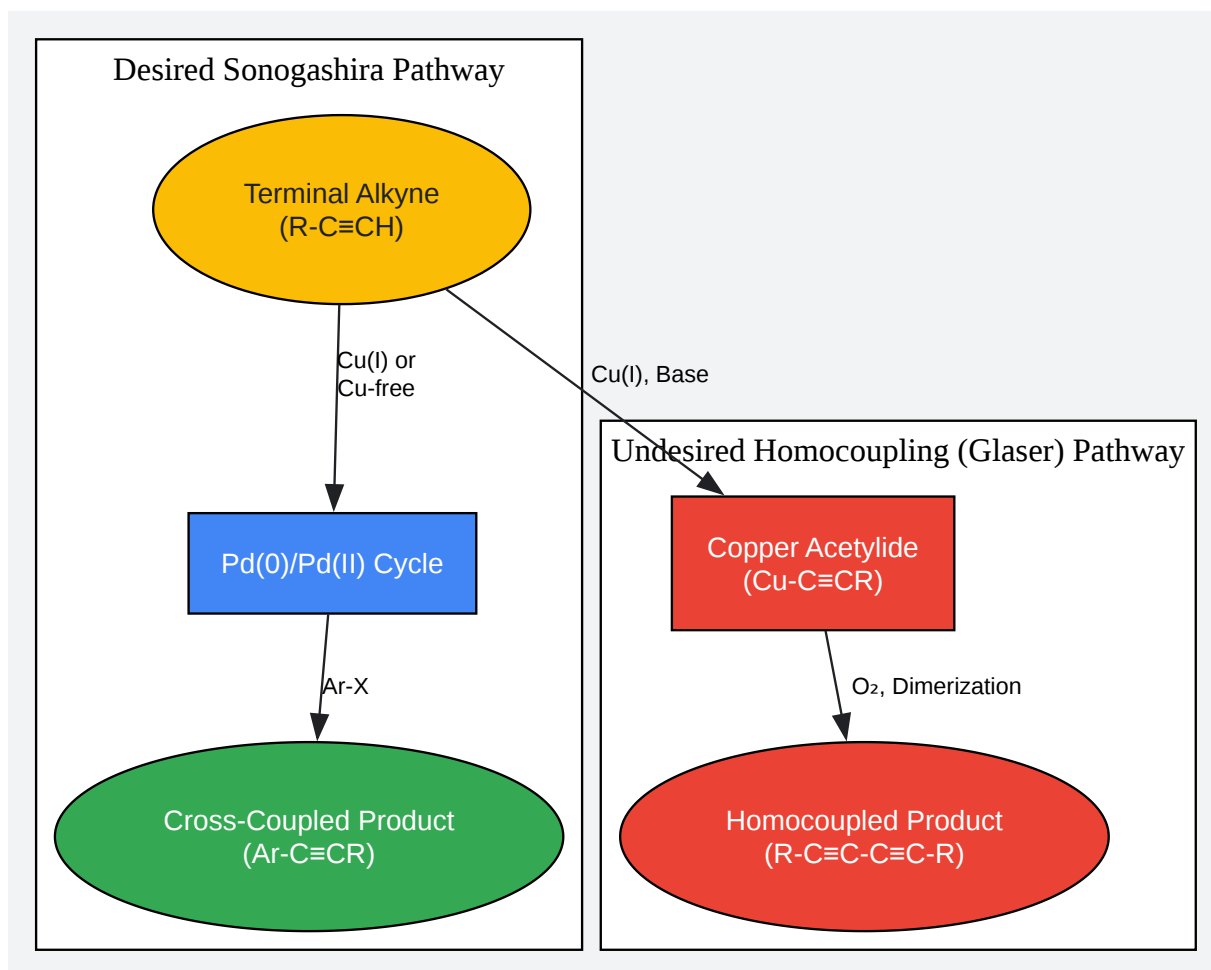 Desired Sonogashira Pathway
Terminal Alkyne
(R-C≡CH)
Cu(I) or
Cu-free
Cu(I), Base
Undesired Homocoupling (Glaser) Pathway
Pd(0)/Pd(II) Cycle
Copper Acetylide
(Cu-C≡CR)
Ar-X
O₂, Dimerization
Cross-Coupled Product
(Ar-C≡CR)
Homocoupled Product
(R-C≡C-C≡C-R)